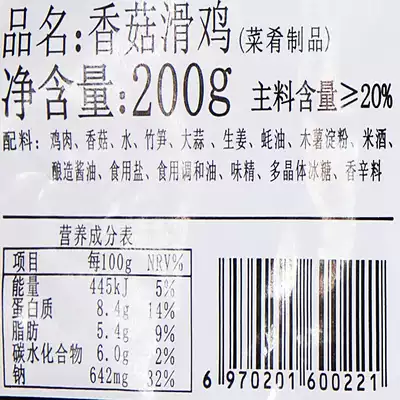 品名:香菇滑鸡(菜肴制品)
净含量:200g 主料含量≥20%
配料:鸡肉、香菇、水、竹笋、大蒜、生姜、蚝油、木薯淀粉、米酒、
酿造酱油、食用盐、食用调和油、味精、多晶体冰糖、香辛料
营养成分表
项目 每100g NRV%
能量 445kJ 5%
蛋白质 8.4g 14%
脂肪 5.4g 9%
碳水化合物 6.0g 2%
钠 642mg 32%
6 970201 600221